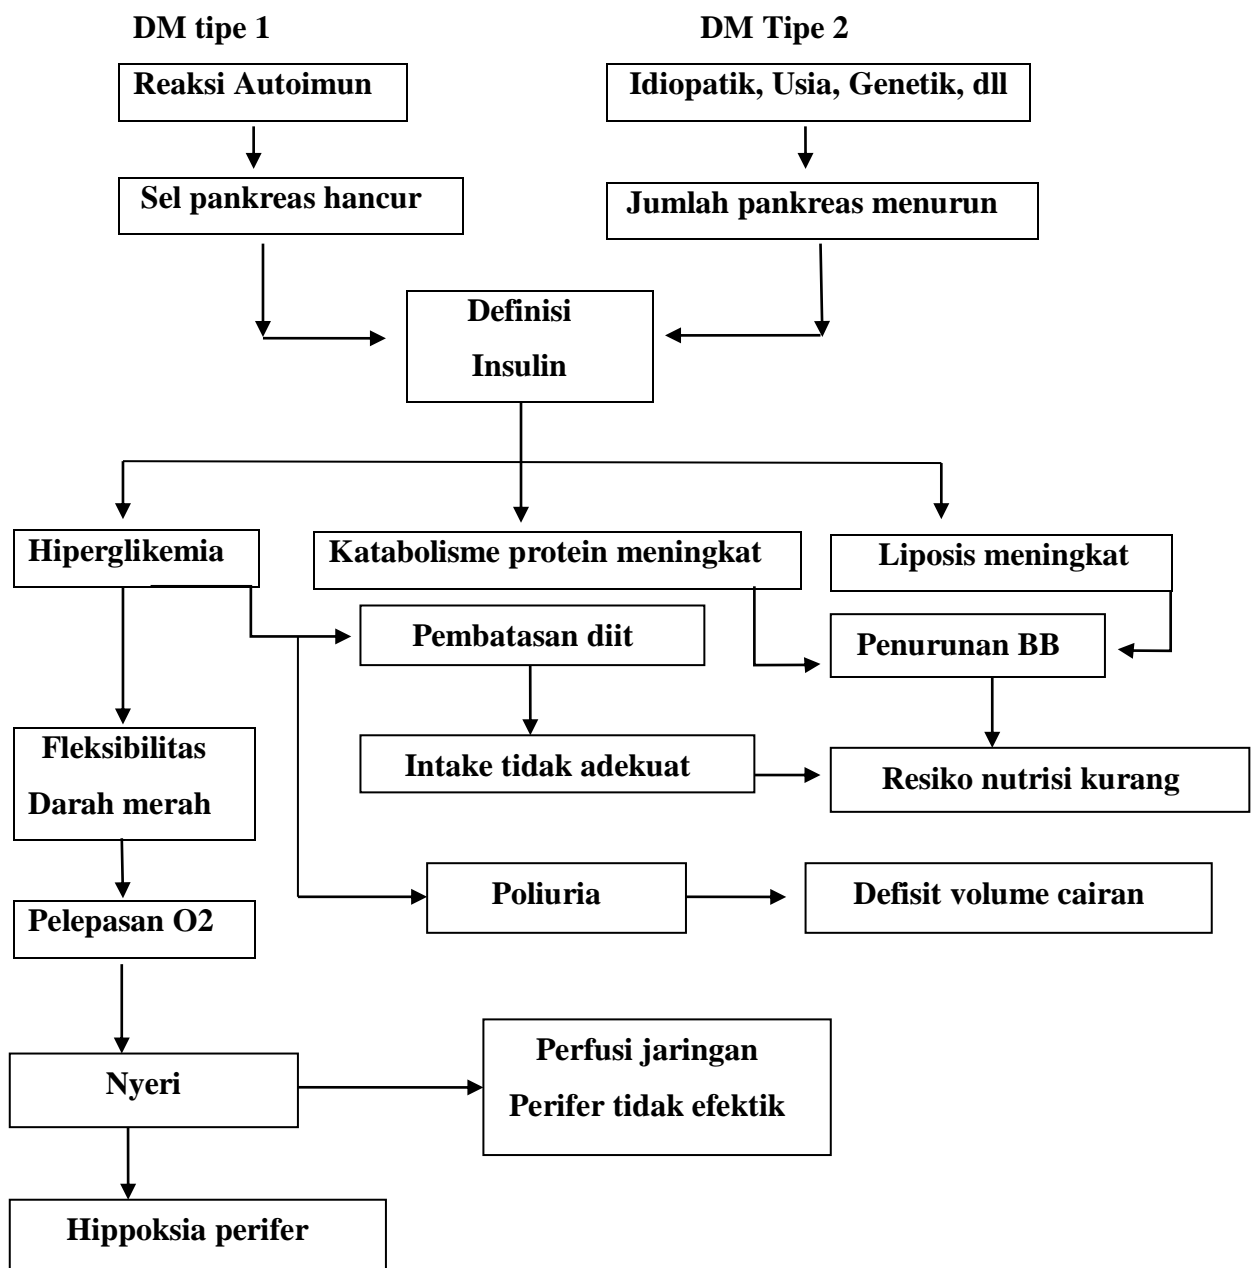 DM tipe 1
DM Tipe 2
Reaksi Autoimun
Idiopatik, Usia, Genetik, dll
Sel pankreas hancur
Jumlah pankreas menurun
Definisi
Insulin
Hiperglikemia
Katabolisme protein meningkat
Liposis meningkat
Pembatasan diit
Penurunan BB
Fleksibilitas
Darah merah
Intake tidak adekuat
Resiko nutrisi kurang
Pelepasan O2
Poliuria
Defisit volume cairan
Nyeri
Perfusi jaringan
Perifer tidak efektik
Hippoksia perifer